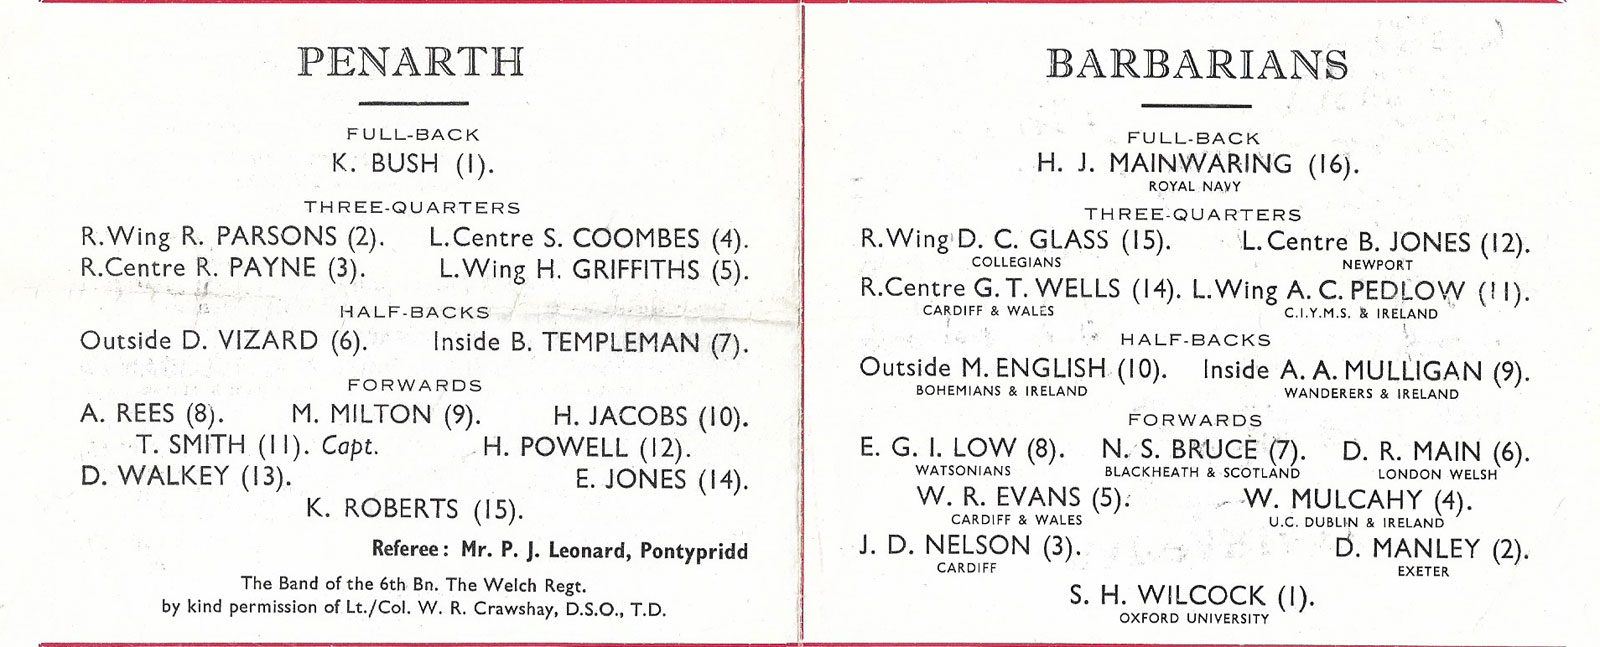 PENARTH
FULL-BACK
K. BUSH (1).
THREE-QUARTERS
R.Wing R. PARSONS (2). L.Centre S. COOMBES (4).
R.Centre R. PAYNE (3). L.Wing H. GRIFFITHS (5).
HALF-BACKS
Outside D. VIZARD (6). Inside B. TEMPLEMAN (7).
FORWARDS
A. REES (8). M. MILTON (9). H. JACOBS (10).
T. SMITH (11). Capt. H. POWELL (12).
D. WALKEY (13). E. JONES (14).
K. ROBERTS (15).
Referee: Mr. P. J. Leonard, Pontypridd
The Band of the 6th Bn. The Welch Regt.
by kind permission of Lt./Col. W. R. Crawshay, D.S.O., T.D.
BARBARIANS
FULL-BACK
H. J. MAINWARING (16).
ROYAL NAVY
THREE-QUARTERS
R.Wing D. C. GLASS (15). L.Centre B. JONES (12).
COLLEGIANS NEWPORT
R.Centre G. T. WELLS (14). L.Wing A. C. PEDLOW (11).
CARDIFF & WALES C.I.Y.M.S. & IRELAND
HALF-BACKS
Outside M. ENGLISH (10). Inside A. A. MULLIGAN (9).
BOHEMIANS & IRELAND WANDERERS & IRELAND
FORWARDS
E. G. I. LOW (8). N. S. BRUCE (7). D. R. MAIN (6).
WATSONIANS BLACKHEATH & SCOTLAND LONDON WELSH
W. R. EVANS (5). W. MULCAHY (4).
CARDIFF & WALES U.C. DUBLIN & IRELAND
J. D. NELSON (3). D. MANLEY (2).
CARDIFF EXETER
S. H. WILCOCK (1).
OXFORD UNIVERSITY